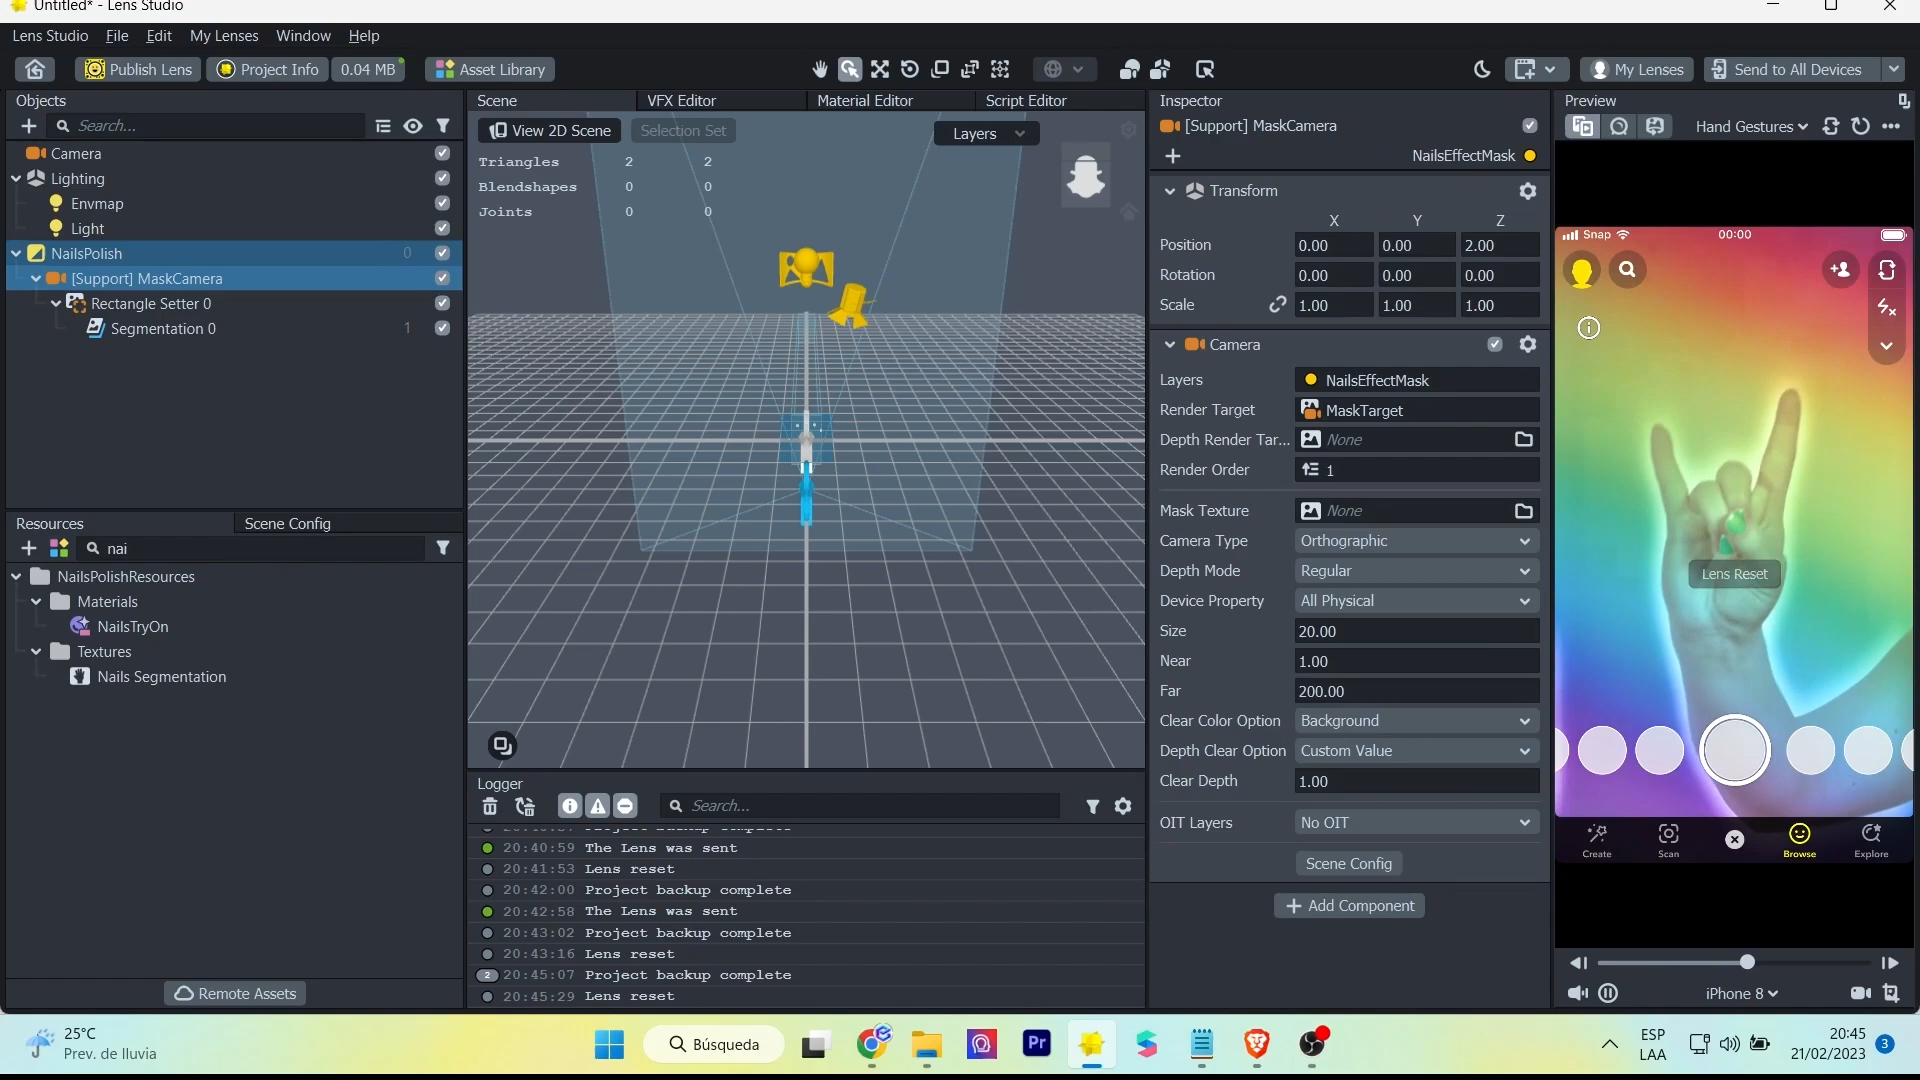 Untitled* - Lens Studio
Lens Studio File Edit My Lenses Window Help
Publish Lens Project Info 0.04 MB Asset Library My Lenses Send to All Devices
Objects
Search...
Camera
Lighting
Envmap
Light
NailsPolish 0
[Support] MaskCamera
Rectangle Setter 0
Segmentation 0 1
Resources Scene Config
nai
NailsPolishResources
Materials
NailsTryOn
Textures
Nails Segmentation
Remote Assets
Scene VFX Editor Material Editor Script Editor
View 2D Scene Selection Set Layers
Triangles 2 2
Blendshapes 0 0
Joints 0 0
Logger
Search...
Project backup complete
20:40:59 The Lens was sent
20:41:53 Lens reset
20:42:00 Project backup complete
20:42:58 The Lens was sent
20:43:02 Project backup complete
20:43:16 Lens reset
2 20:45:07 Project backup complete
20:45:29 Lens reset
Inspector
[Support] MaskCamera
NailsEffectMask
Transform
X Y Z
Position 0.00 0.00 2.00
Rotation 0.00 0.00 0.00
Scale 1.00 1.00 1.00
Camera
Layers NailsEffectMask
Render Target MaskTarget
Depth Render Tar... None
Render Order 1
Mask Texture None
Camera Type Orthographic
Depth Mode Regular
Device Property All Physical
Size 20.00
Near 1.00
Far 200.00
Clear Color Option Background
Depth Clear Option Custom Value
Clear Depth 1.00
OIT Layers No OIT
Scene Config
+ Add Component
Preview
Hand Gestures
Snap 00:00
Lens Reset
Create Scan Browse Explore
iPhone 8
25°C
Prev. de lluvia
Búsqueda
Pr
ESP
LAA
20:45
21/02/2023
3